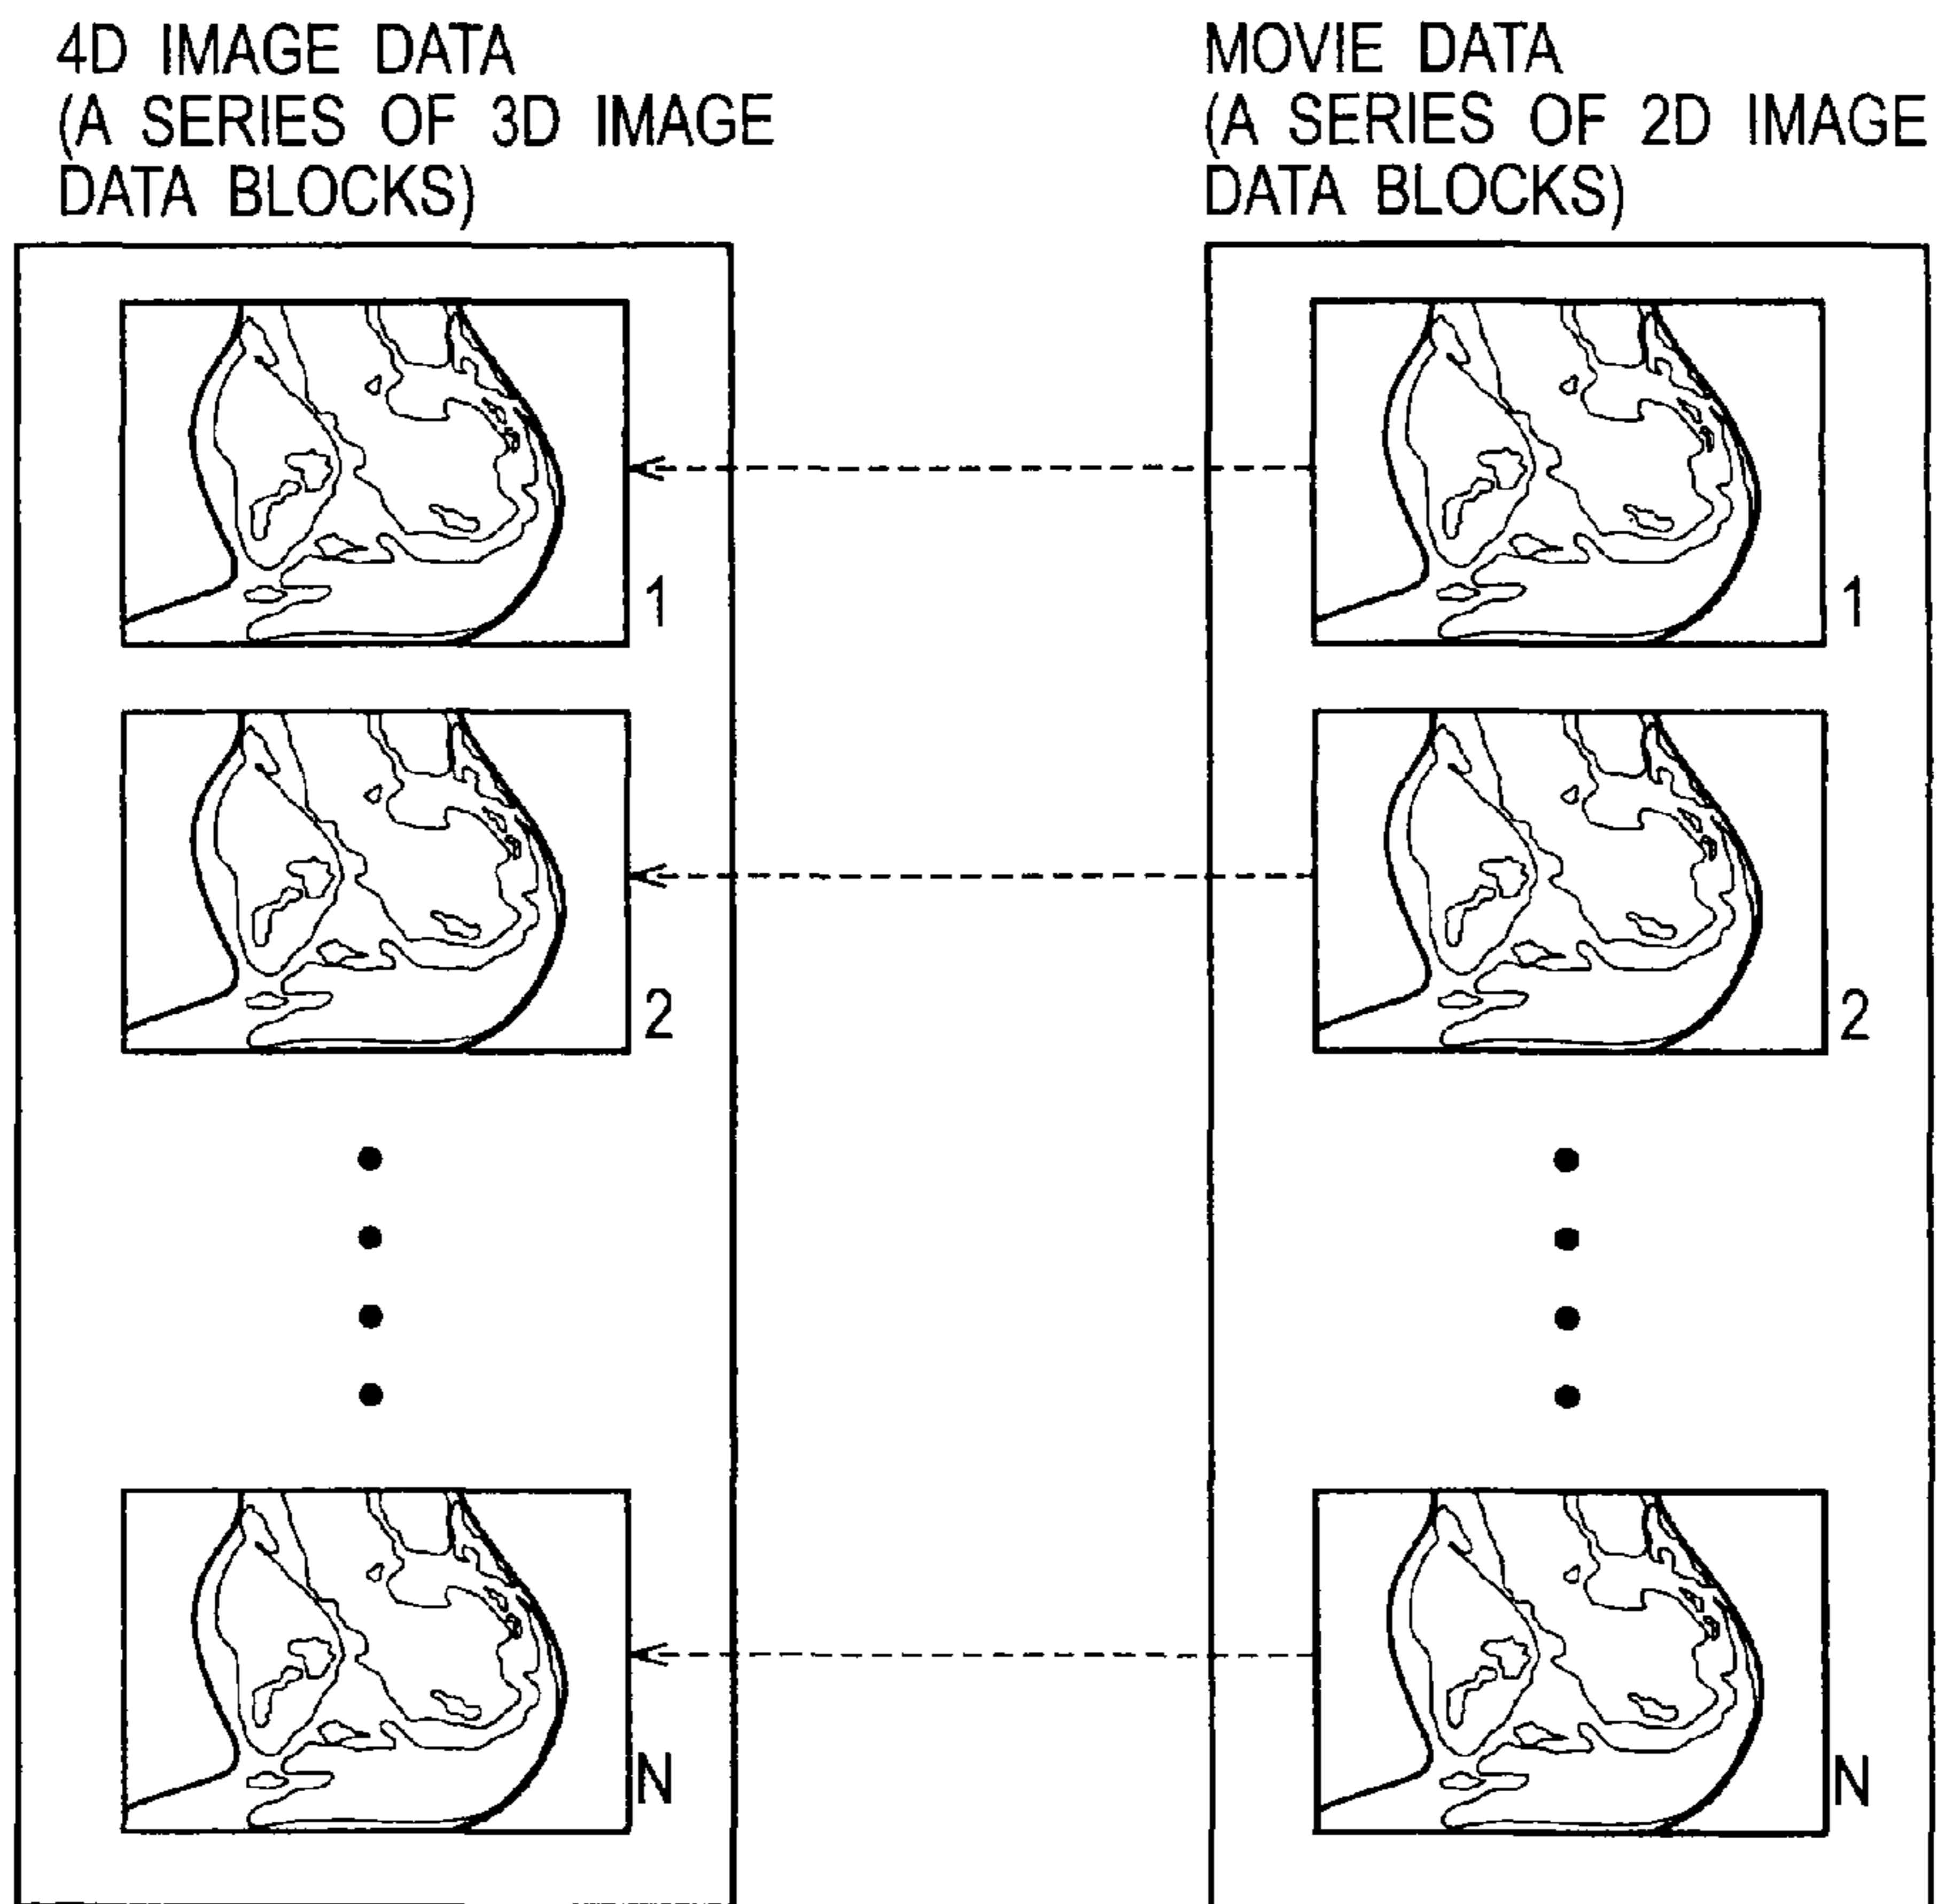 4D IMAGE DATA
(A SERIES OF 3D IMAGE
DATA BLOCKS)
MOVIE DATA
(A SERIES OF 2D IMAGE
DATA BLOCKS)
1
1
2
2
N
N